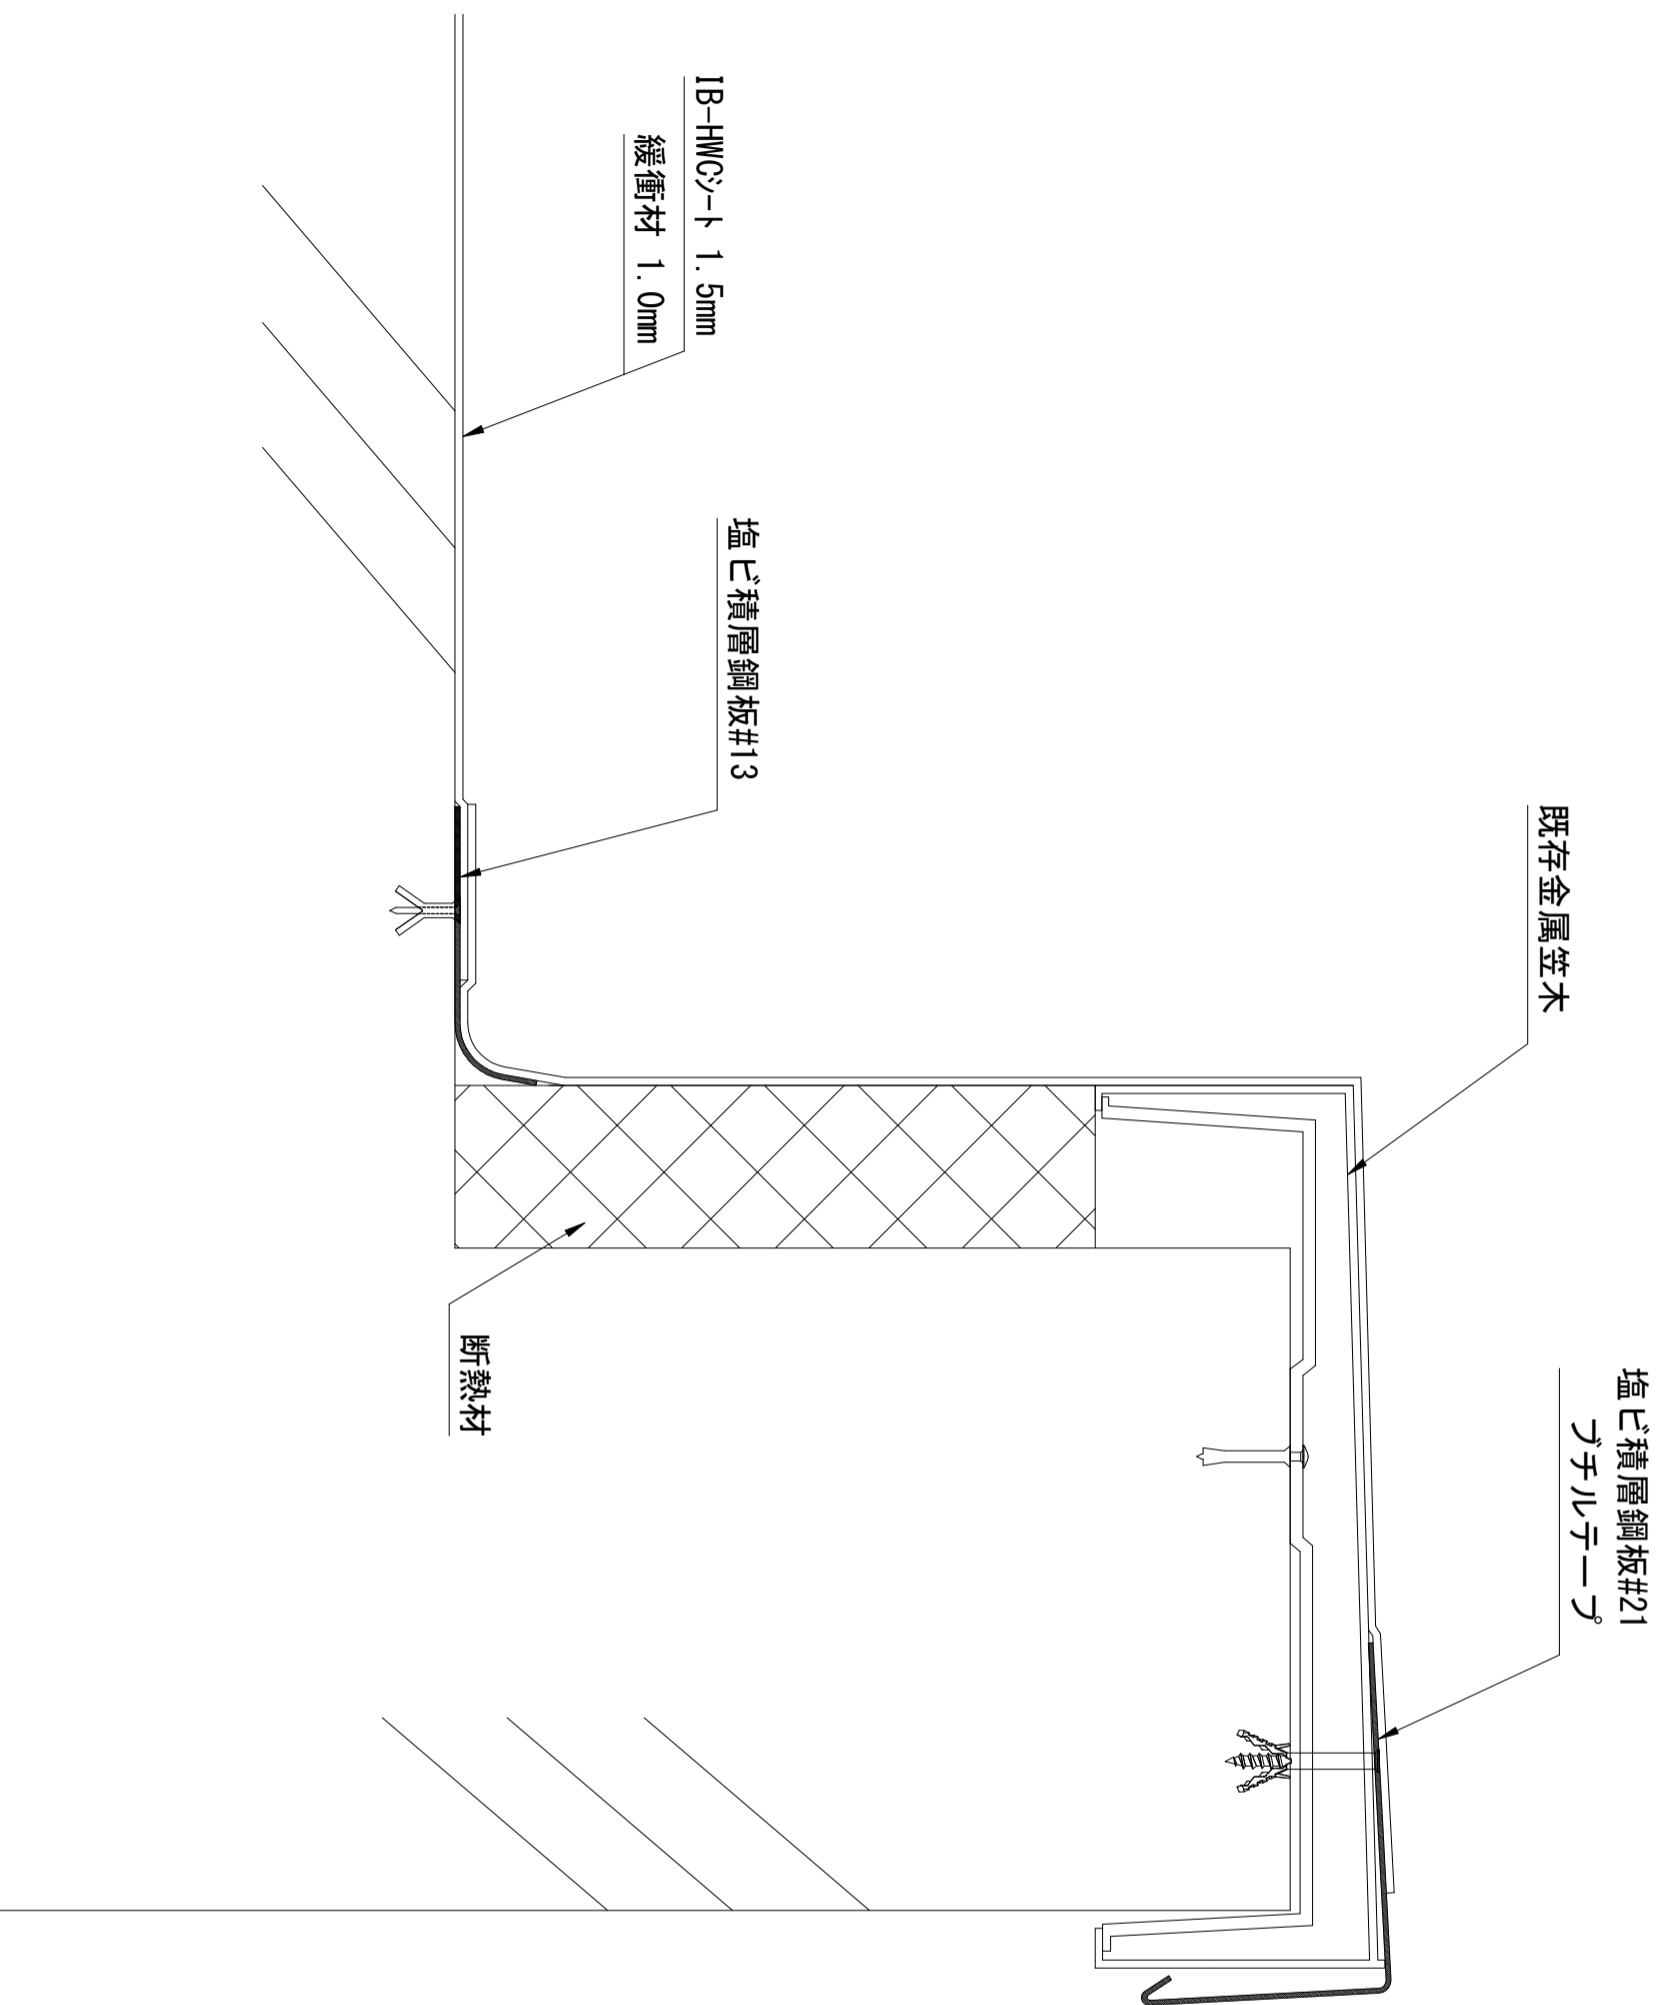 塩ビ積層鋼板#21
ブチルテープ
既存金属笠木
IB-HWCシート 1.5mm
緩衝材 1.0mm
塩ビ積層鋼板#13
断熱材